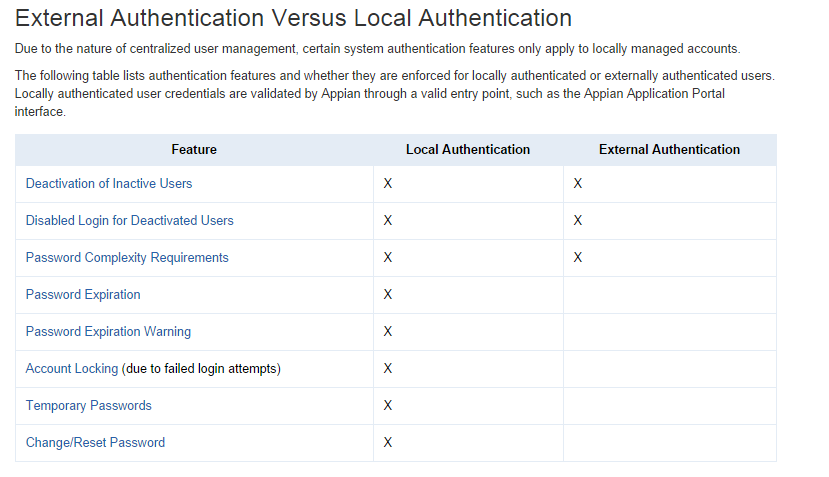 External Authentication Versus Local Authentication
Due to the nature of centralized user management, certain system authentication features only apply to locally managed accounts.
The following table lists authentication features and whether they are enforced for locally authenticated or externally authenticated users.
Locally authenticated user credentials are validated by Appian through a valid entry point, such as the Appian Application Portal
interface.
Feature Local Authentication External Authentication
Deactivation of Inactive Users X X
Disabled Login for Deactivated Users X X
Password Complexity Requirements X X
Password Expiration X
Password Expiration Warning X
Account Locking (due to failed login attempts) X
Temporary Passwords X
Change/Reset Password X